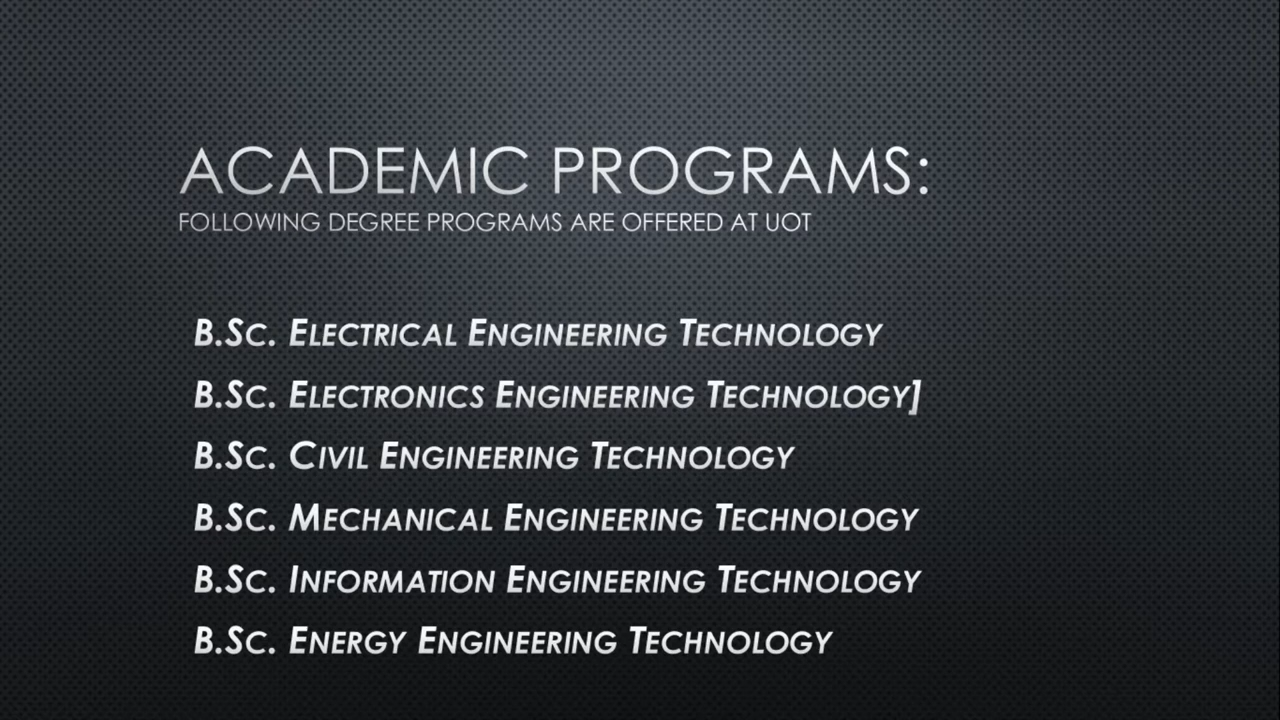 ACADEMIC PROGRAMS:
FOLLOWING DEGREE PROGRAMS ARE OFFERED AT UOT
B.Sc. Electrical Engineering Technology
B.Sc. Electronics Engineering Technology]
B.Sc. Civil Engineering Technology
B.Sc. Mechanical Engineering Technology
B.Sc. Information Engineering Technology
B.Sc. Energy Engineering Technology